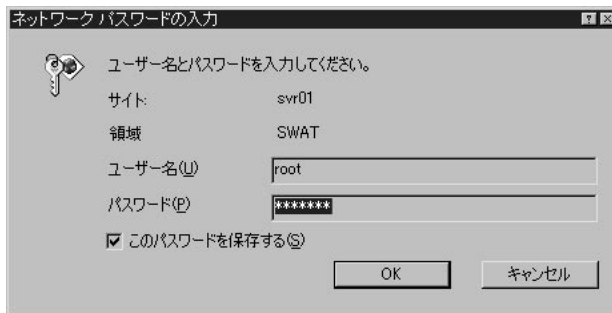 ネットワーク パスワードの入力
ユーザー名とパスワードを入力してください。
サイト: svr01
領域 SWAT
ユーザー名(U) root
パスワード(P) *******
このパスワードを保存する(S)
OK キャンセル